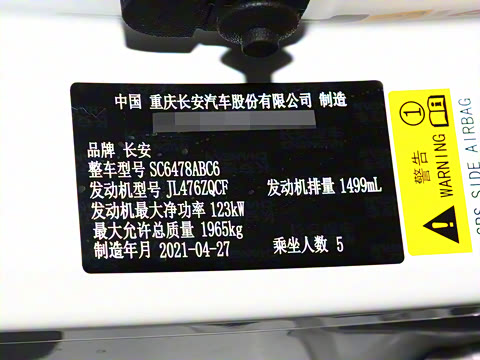 中国 重庆长安汽车股份有限公司 制造
品牌 长安
整车型号 SC6478ABC6
发动机型号 JL476ZQCF 发动机排量 1499mL
发动机最大净功率 123kW
最大允许总质量 1965kg
制造年月 2021-04-27 乘坐人数 5
警告
WARNING
SIDE AIRBAG